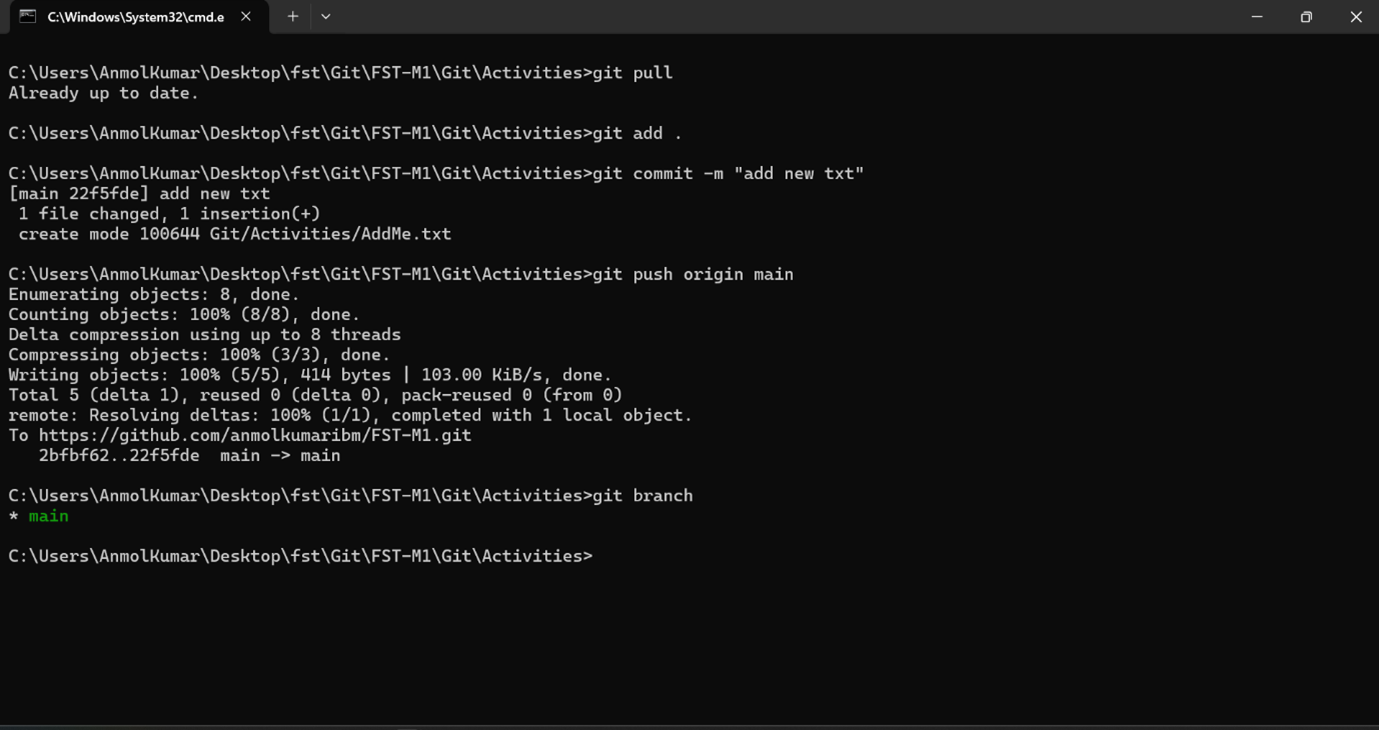 C:\Windows\System32\cmd.e
C:\Users\AnmolKumar\Desktop\fst\Git\FST-M1\Git\Activities>git pull
Already up to date.
C:\Users\AnmolKumar\Desktop\fst\Git\FST-M1\Git\Activities>git add .
C:\Users\AnmolKumar\Desktop\fst\Git\FST-M1\Git\Activities>git commit -m "add new txt"
[main 22f5fde] add new txt
 1 file changed, 1 insertion(+)
 create mode 100644 Git/Activities/AddMe.txt
C:\Users\AnmolKumar\Desktop\fst\Git\FST-M1\Git\Activities>git push origin main
Enumerating objects: 8, done.
Counting objects: 100% (8/8), done.
Delta compression using up to 8 threads
Compressing objects: 100% (3/3), done.
Writing objects: 100% (5/5), 414 bytes | 103.00 KiB/s, done.
Total 5 (delta 1), reused 0 (delta 0), pack-reused 0 (from 0)
remote: Resolving deltas: 100% (1/1), completed with 1 local object.
To https://github.com/anmolkumaribm/FST-M1.git
   2bfbf62..22f5fde  main -> main
C:\Users\AnmolKumar\Desktop\fst\Git\FST-M1\Git\Activities>git branch
* main
C:\Users\AnmolKumar\Desktop\fst\Git\FST-M1\Git\Activities>